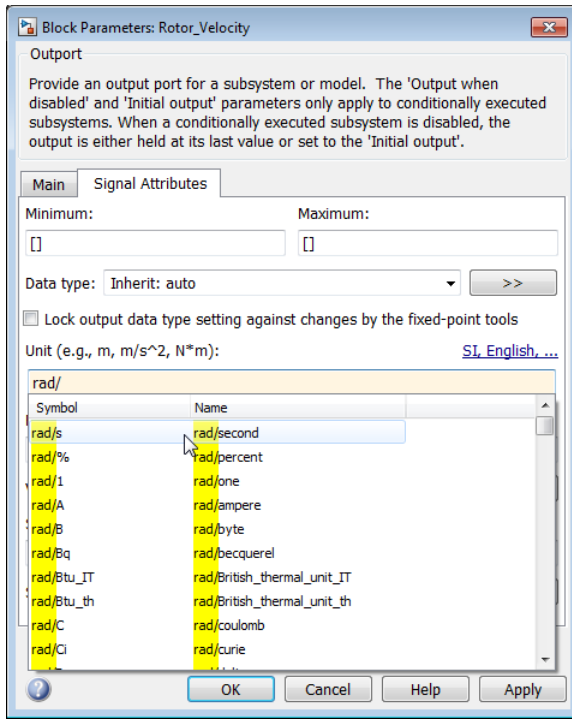 Block Parameters: Rotor_Velocity
Outport
Provide an output port for a subsystem or model. The 'Output when
disabled' and 'Initial output' parameters only apply to conditionally executed
subsystems. When a conditionally executed subsystem is disabled, the
output is either held at its last value or set to the 'Initial output'.
Main Signal Attributes
Minimum: Maximum:
[] []
Data type: Inherit: auto >>
Lock output data type setting against changes by the fixed-point tools
Unit (e.g., m, m/s^2, N*m): SI, English, ...
rad/
Symbol Name
rad/s rad/second
rad/% rad/percent
rad/1 rad/one
rad/A rad/ampere
rad/B rad/byte
rad/Bq rad/becquerel
rad/Btu_IT rad/British_thermal_unit_IT
rad/Btu_th rad/British_thermal_unit_th
rad/C rad/coulomb
rad/Ci rad/curie
OK Cancel Help Apply